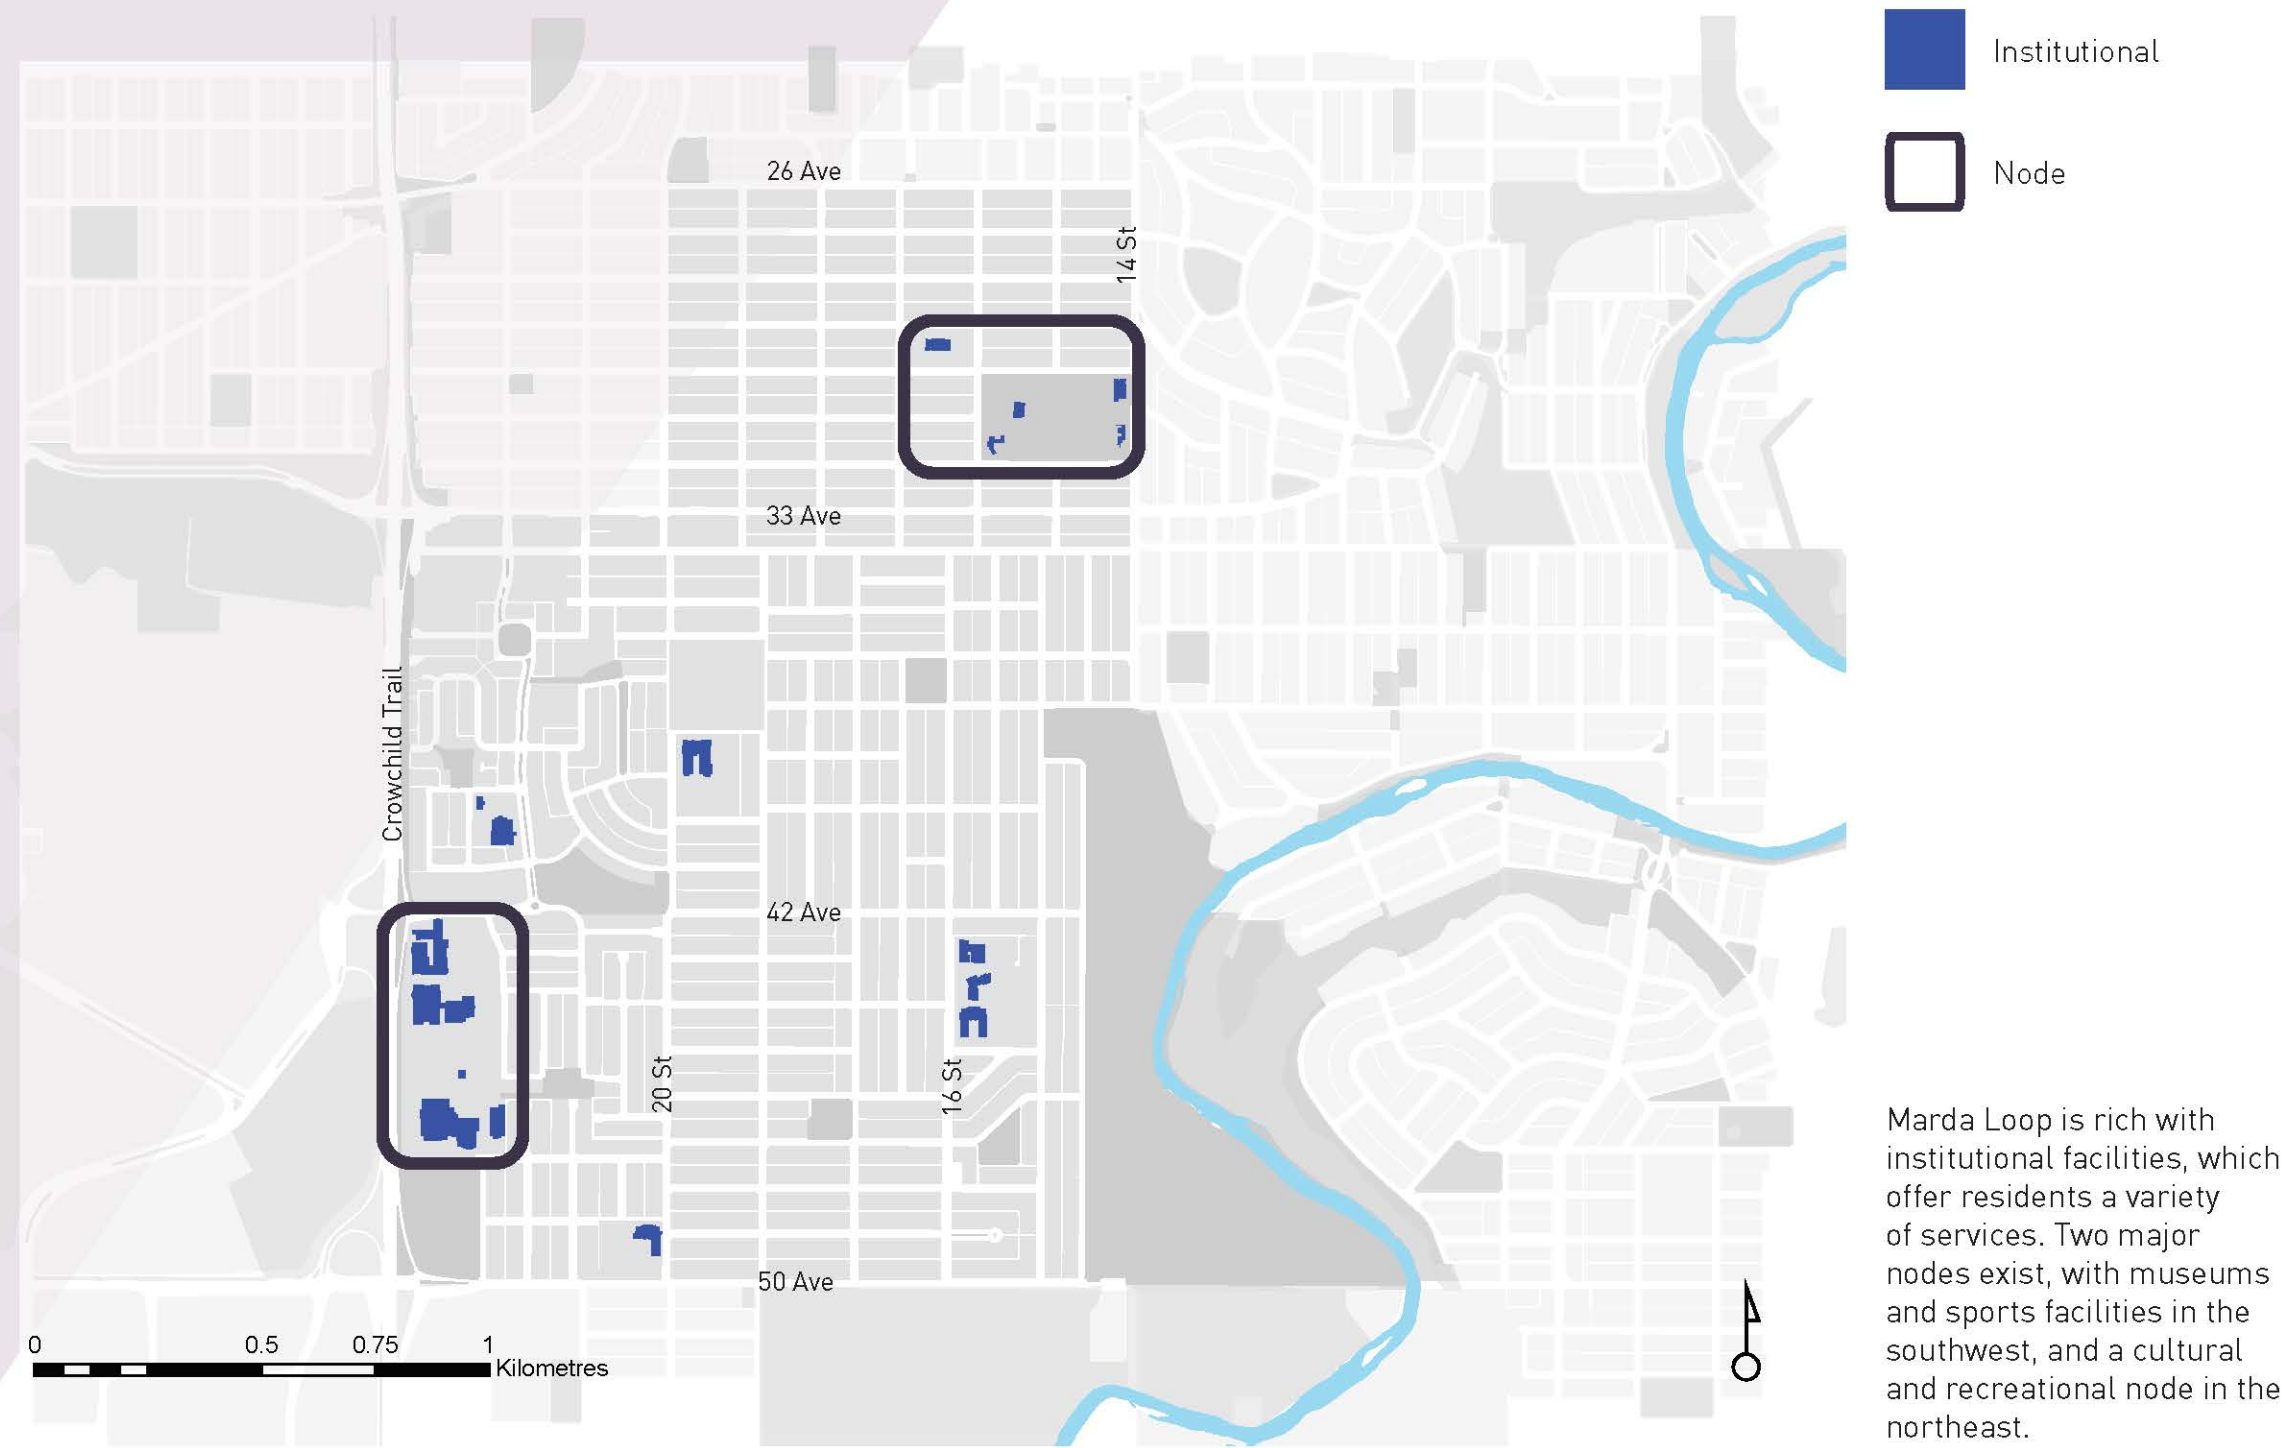 Institutional
Node
26 Ave
14 St
33 Ave
Crowchild Trail
42 Ave
20 St
16 St
50 Ave
0 0.5 0.75 1
Kilometres
Marda Loop is rich with
institutional facilities, which
offer residents a variety
of services. Two major
nodes exist, with museums
and sports facilities in the
southwest, and a cultural
and recreational node in the
northeast.